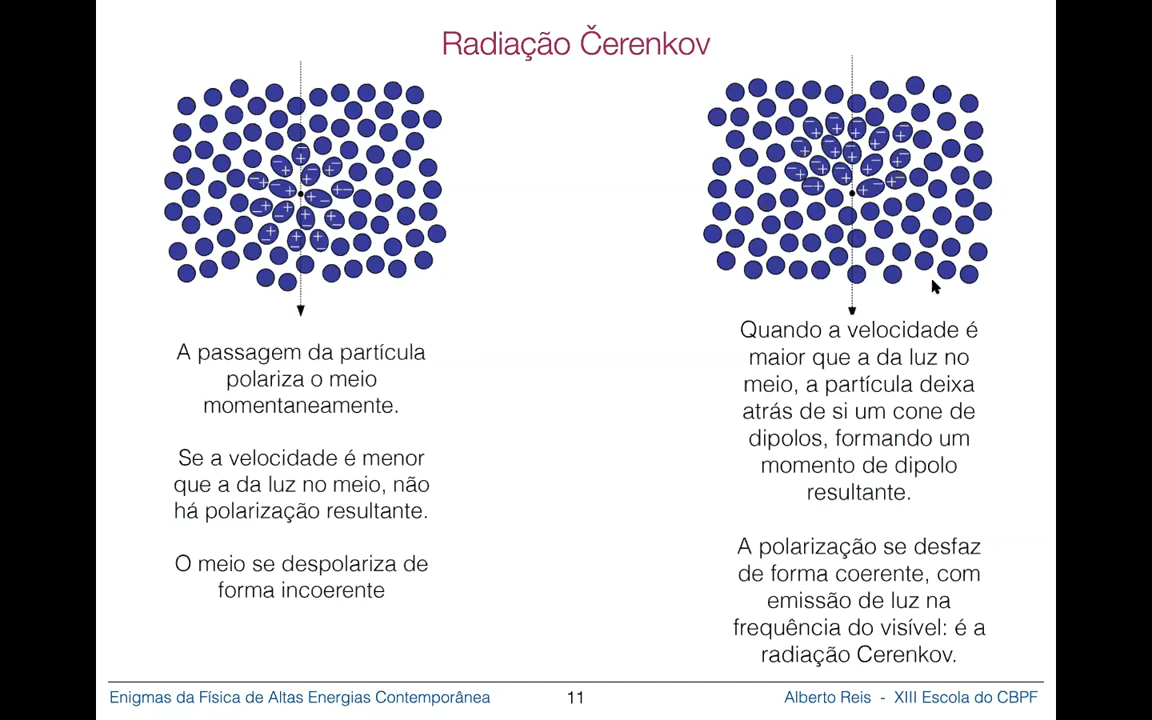 Radiação Čerenkov
A passagem da partícula
polariza o meio
momentaneamente.
Se a velocidade é menor
que a da luz no meio, não
há polarização resultante.
O meio se despolariza de
forma incoerente
Quando a velocidade é
maior que a da luz no
meio, a partícula deixa
atrás de si um cone de
dipolos, formando um
momento de dipolo
resultante.
A polarização se desfaz
de forma coerente, com
emissão de luz na
frequência do visível: é a
radiação Cerenkov.
Enigmas da Física de Altas Energias Contemporânea
11
Alberto Reis - XIII Escola do CBPF